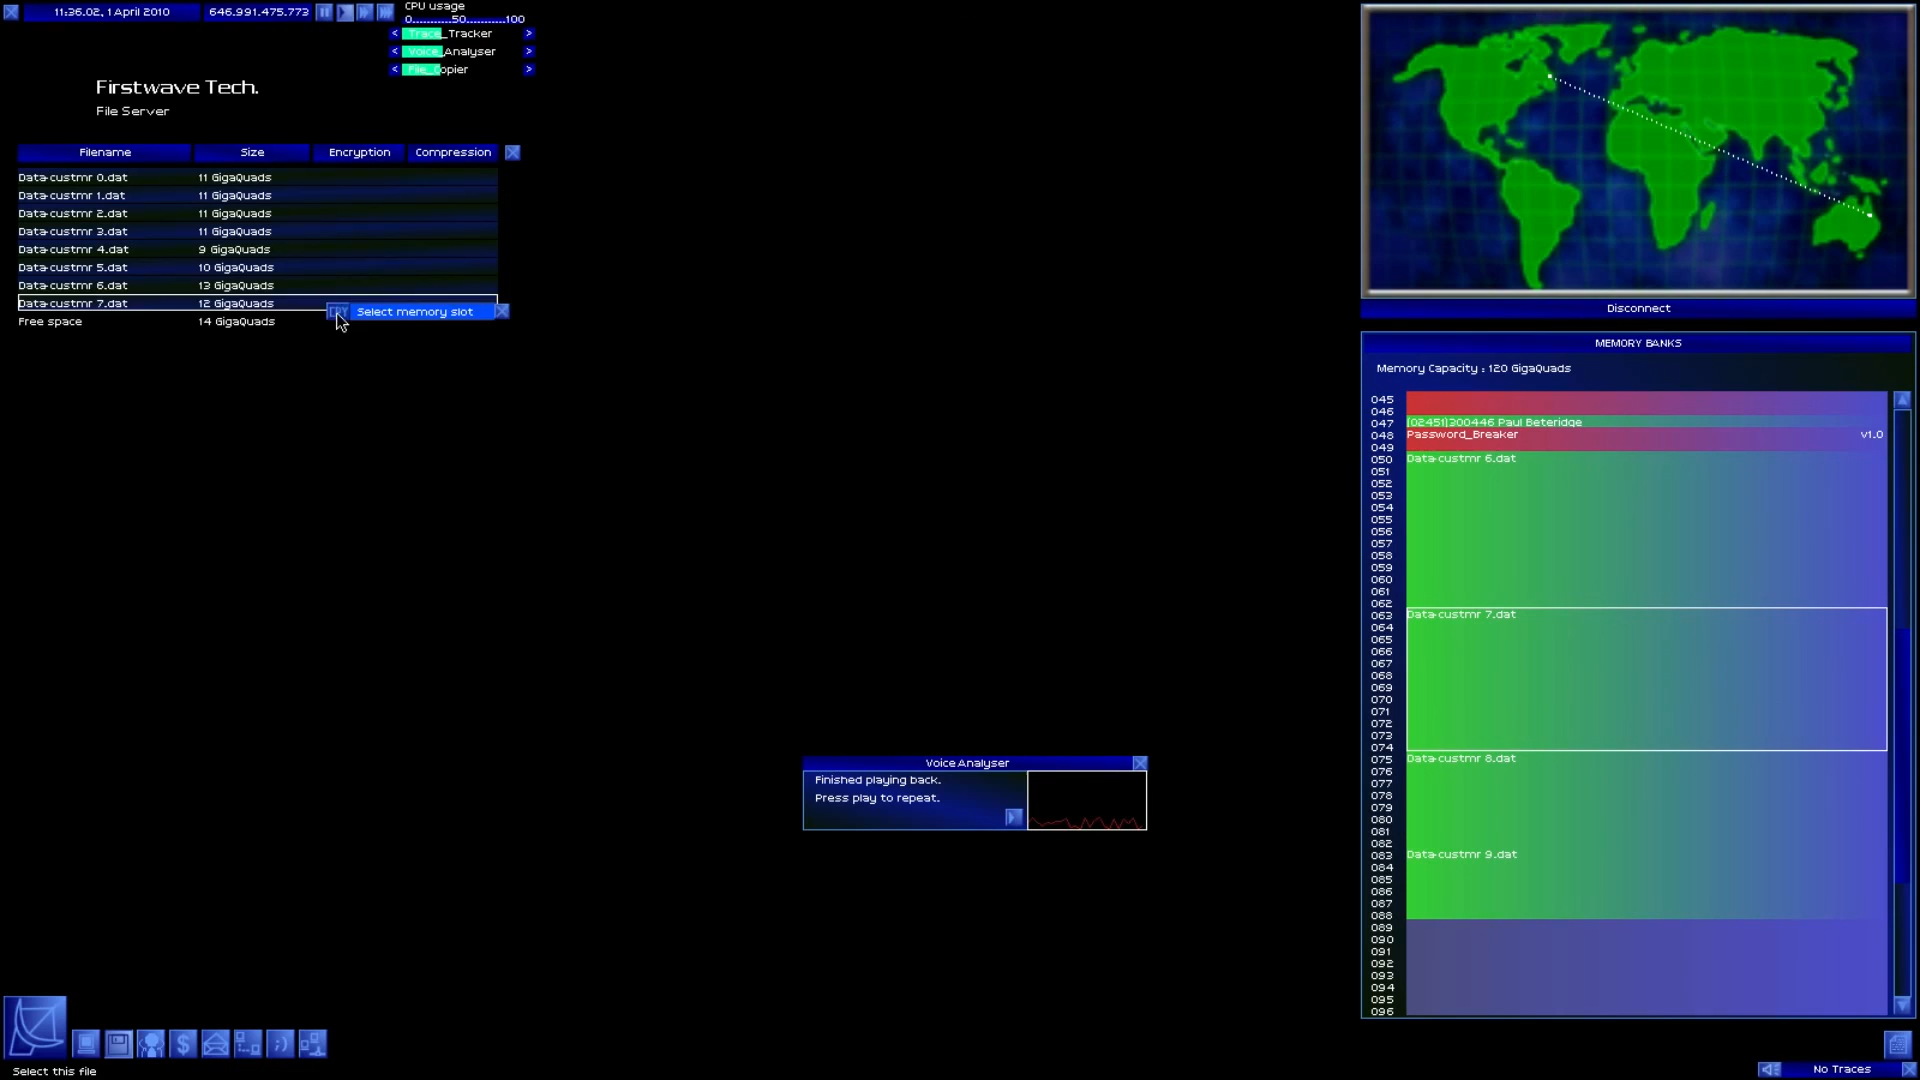 11:36.02, 1 April 2010
646.991.475.773
CPU usage
0...........50...........100
< Trace_Tracker >
< Voice_Analyser >
< File_Copier >
Firstwave Tech.
File Server
Filename Size Encryption Compression
Data-custmr 0.dat 11 GigaQuads
Data-custmr 1.dat 11 GigaQuads
Data-custmr 2.dat 11 GigaQuads
Data-custmr 3.dat 11 GigaQuads
Data-custmr 4.dat 9 GigaQuads
Data-custmr 5.dat 10 GigaQuads
Data-custmr 6.dat 13 GigaQuads
Data-custmr 7.dat 12 GigaQuads
Select memory slot
Free space 14 GigaQuads
Disconnect
MEMORY BANKS
Memory Capacity : 120 GigaQuads
045
046
047 [02451]300446 Paul Beteridge
048 Password_Breaker v1.0
049
050 Data-custmr 6.dat
051
052
053
054
055
056
057
058
059
060
061
062
063 Data-custmr 7.dat
064
065
066
067
068
069
070
071
072
073
074
075 Data-custmr 8.dat
076
077
078
079
080
081
082
083 Data-custmr 9.dat
084
085
086
087
088
089
090
091
092
093
094
095
096
Voice Analyser
Finished playing back.
Press play to repeat.
$
;)
Select this file
No Traces